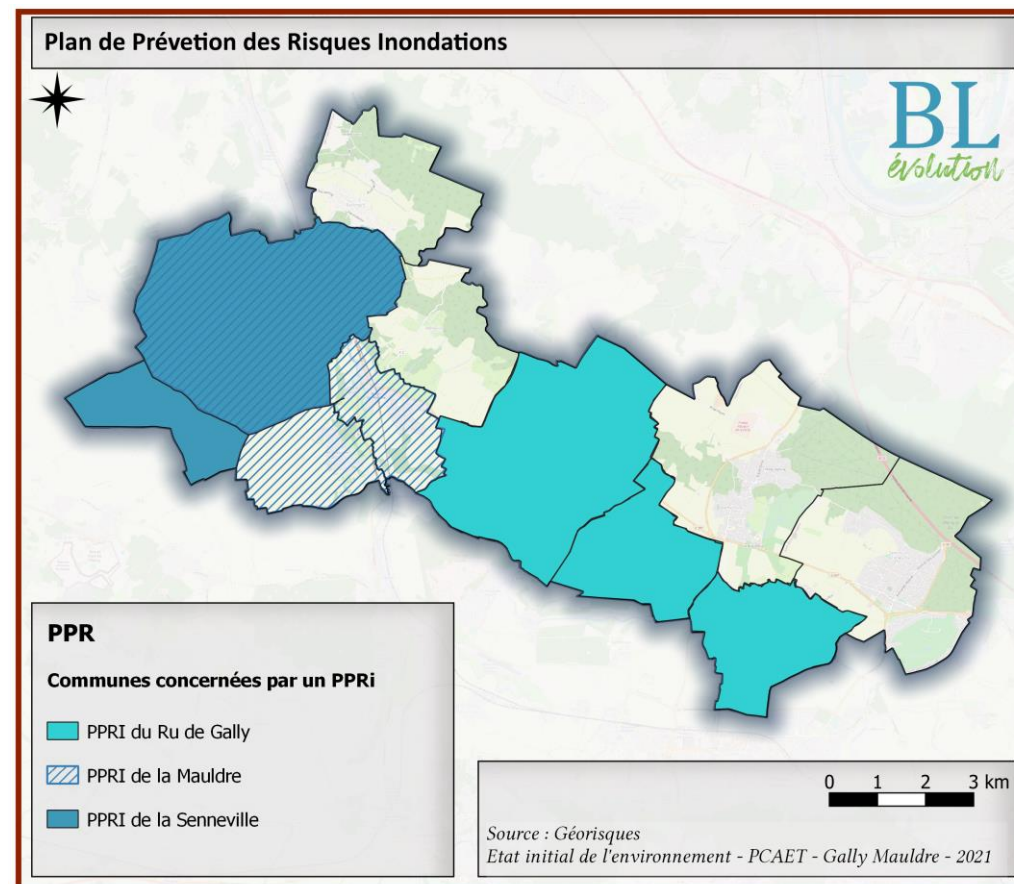 Plan de Prévetion des Risques Inondations
BL
évolution
PPR
Communes concernées par un PPRi
PPRI du Ru de Gally
PPRI de la Mauldre
PPRI de la Senneville
0 1 2 3 km
Source : Géorisques
Etat initial de l'environnement - PCAET - Gally Mauldre - 2021